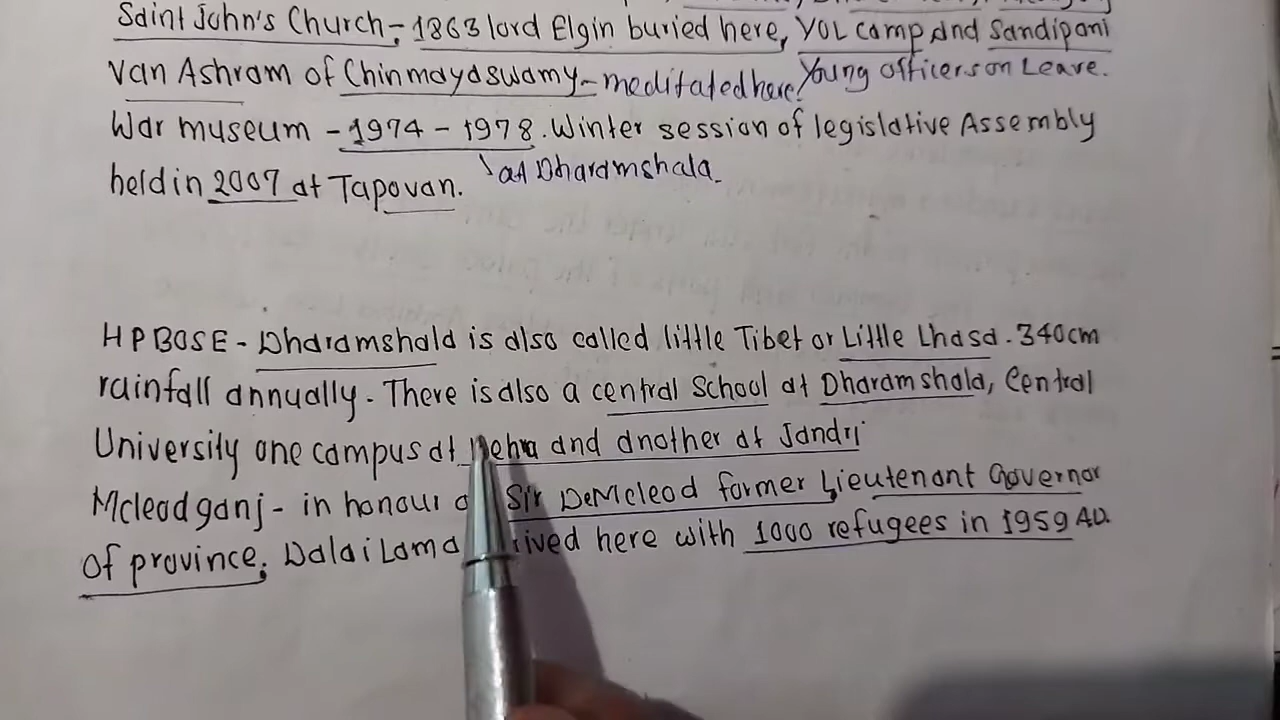 Saint John's Church - 1863 lord Elgin buried here, YOL camp and Sandipani
Van Ashram of Chinmayaswamy - meditated here. Young officers on Leave.
War museum - 1974 - 1978. Winter session of legislative Assembly
held in 2007 at Tapovan. at Dharamshala
HPBOSE - Dharamshala is also called little Tibet or Little Lhasa. 340cm
rainfall annually. There is also a central School at Dharamshala, Central
University one campus at Dehra and another at Jandri
Mcleodganj - in honour Sir DeMcleod former Lieutenant Governor
of province. Dalai Lama here with 1000 refugees in 1959 AD.